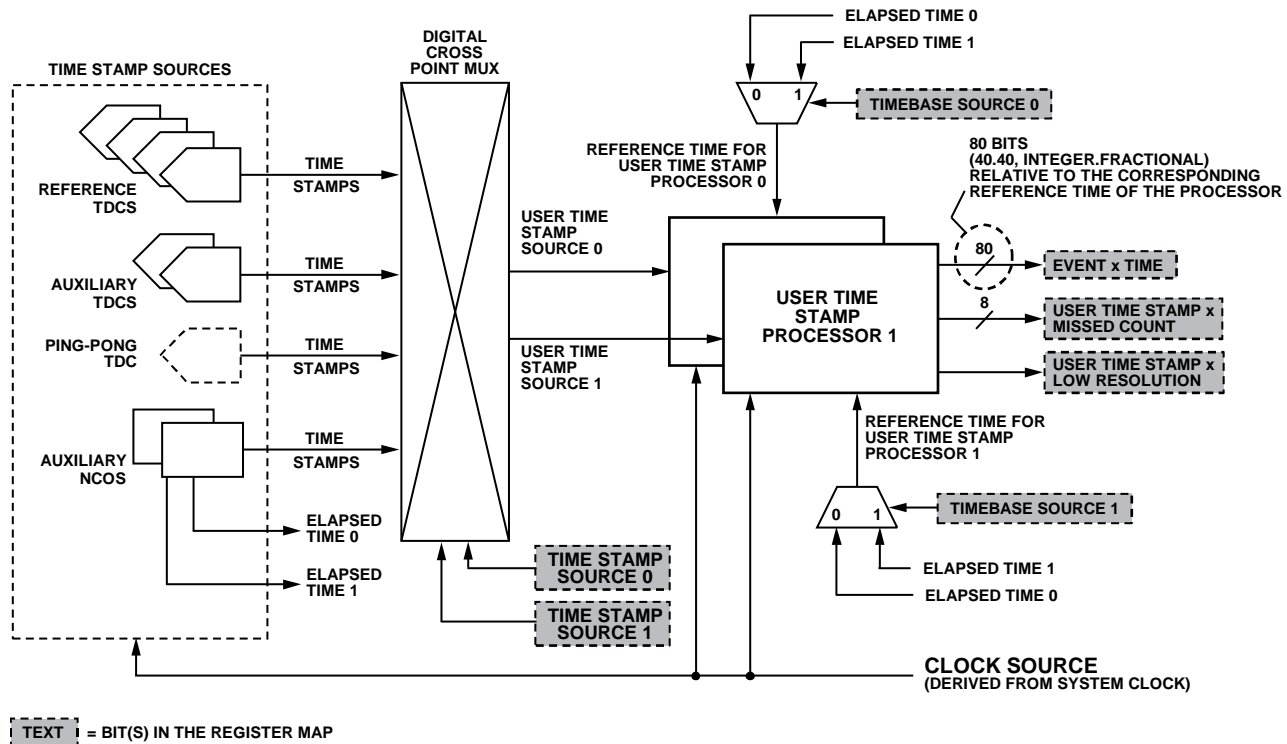 ELAPSED TIME 0
ELAPSED TIME 1
DIGITAL
CROSS
POINT MUX
TIME STAMP SOURCES
0 1
TIMEBASE SOURCE 0
REFERENCE
TDCS
TIME
STAMPS
REFERENCE TIME FOR
USER TIME STAMP
PROCESSOR 0
80 BITS
(40.40, INTEGER.FRACTIONAL)
RELATIVE TO THE CORRESPONDING
REFERENCE TIME OF THE PROCESSOR
USER TIME
STAMP
SOURCE 0
AUXILIARY
TDCS
TIME
STAMPS
80
EVENT x TIME
USER TIME
STAMP
PROCESSOR 1
8
USER TIME STAMP x
MISSED COUNT
PING-PONG
TDC
TIME
STAMPS
USER TIME
STAMP
SOURCE 1
USER TIME STAMP x
LOW RESOLUTION
AUXILIARY
NCOS
TIME
STAMPS
REFERENCE TIME FOR
USER TIME STAMP
PROCESSOR 1
0 1
TIMEBASE SOURCE 1
ELAPSED
TIME 0
ELAPSED
TIME 1
TIME STAMP
SOURCE 0
TIME STAMP
SOURCE 1
ELAPSED TIME 1
ELAPSED TIME 0
CLOCK SOURCE
(DERIVED FROM SYSTEM CLOCK)
TEXT = BIT(S) IN THE REGISTER MAP